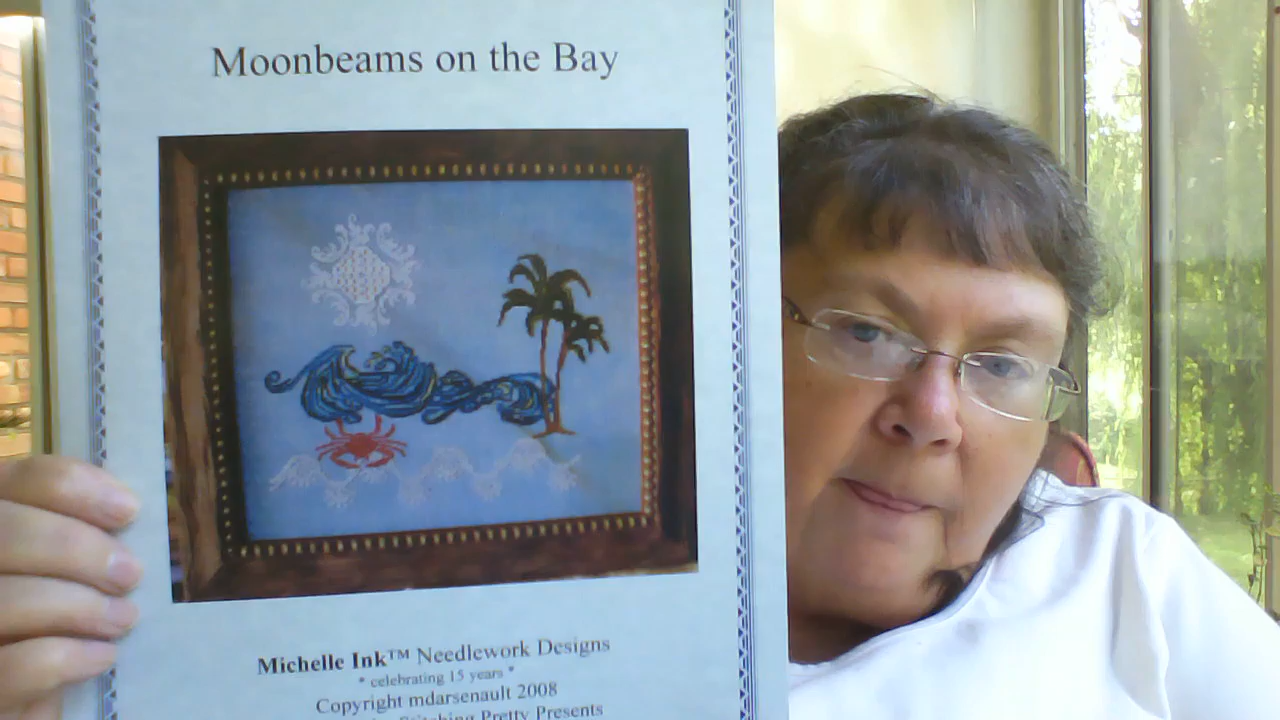 Moonbeams on the Bay
Michelle Ink™ Needlework Designs
* celebrating 15 years *
Copyright mdarsenault 2008
Stitching Pretty Presents